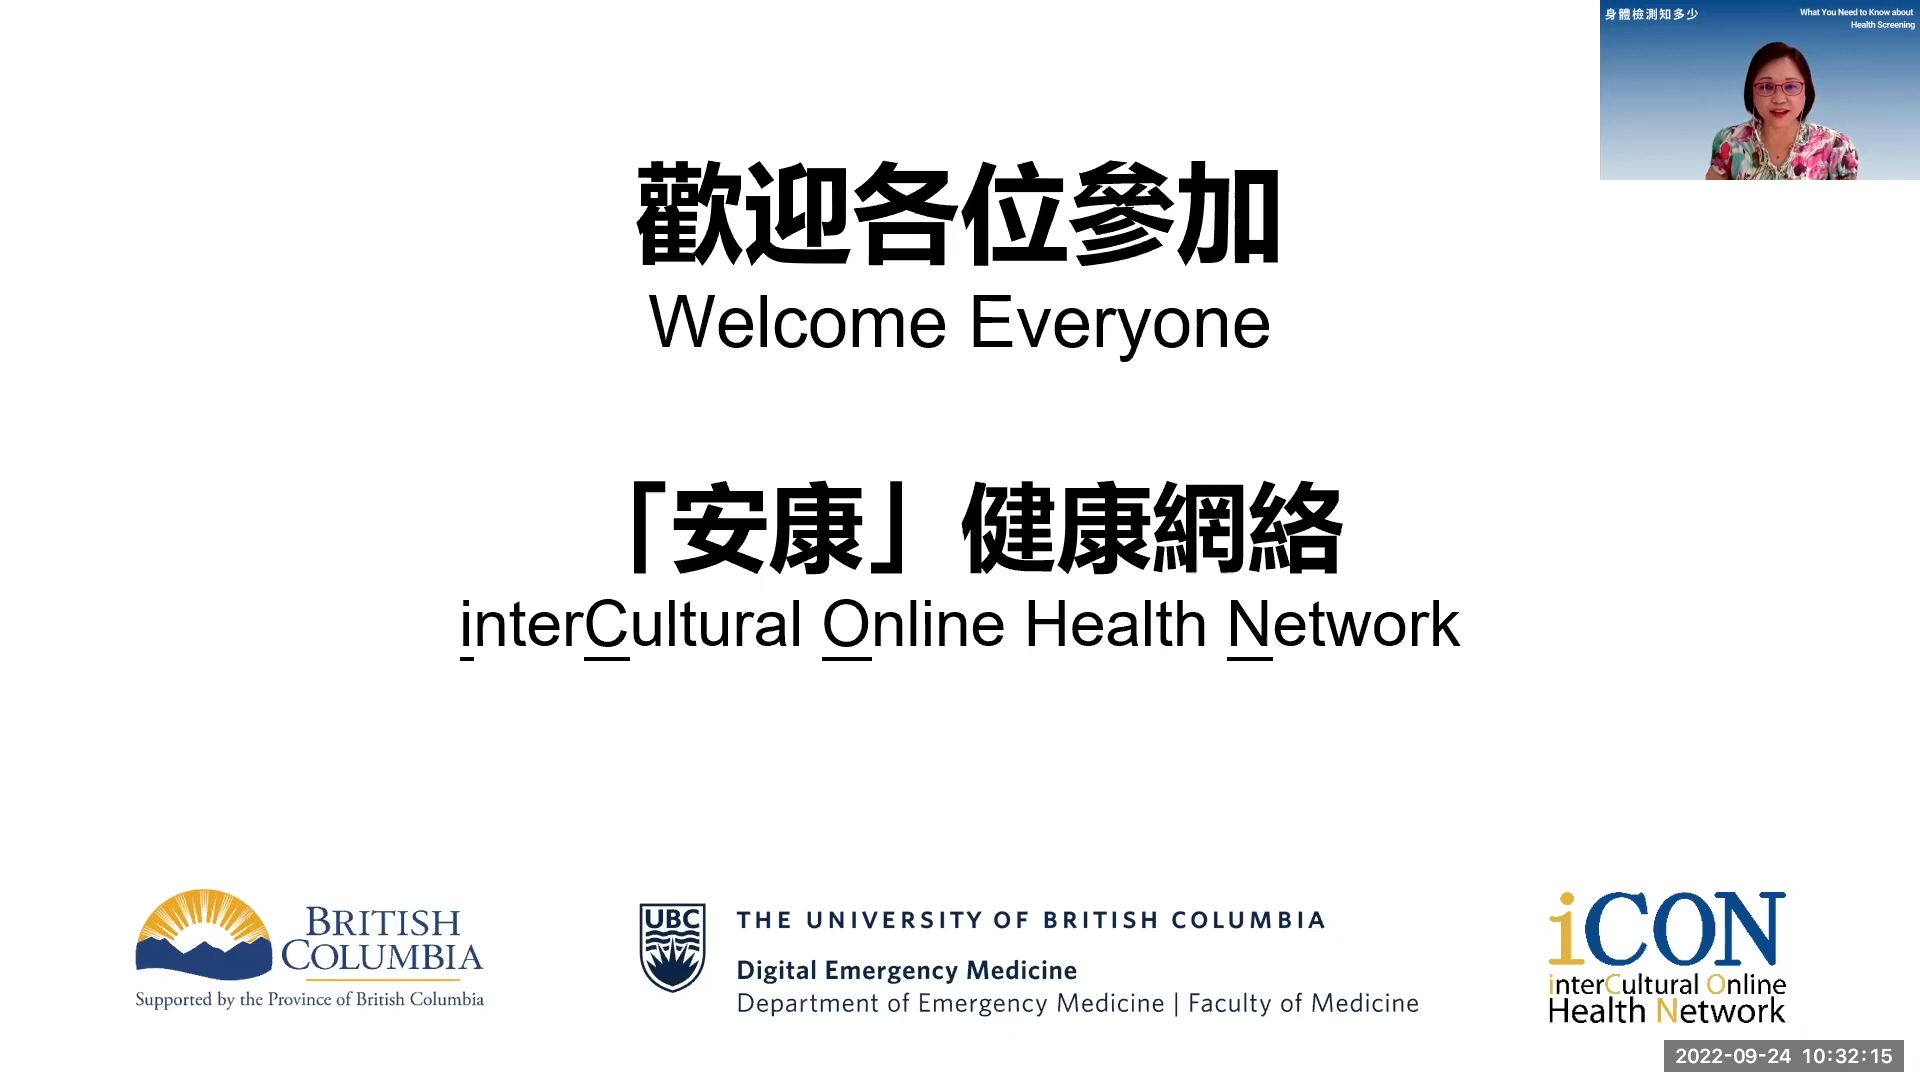 身體檢測知多少
What You Need to Know about
Health Screening
歡迎各位參加
Welcome Everyone
「安康」健康網絡
interCultural Online Health Network
BRITISH
COLUMBIA
Supported by the Province of British Columbia
UBC
THE UNIVERSITY OF BRITISH COLUMBIA
Digital Emergency Medicine
Department of Emergency Medicine | Faculty of Medicine
iCON
interCultural Online
Health Network
2022-09-24 10:32:15